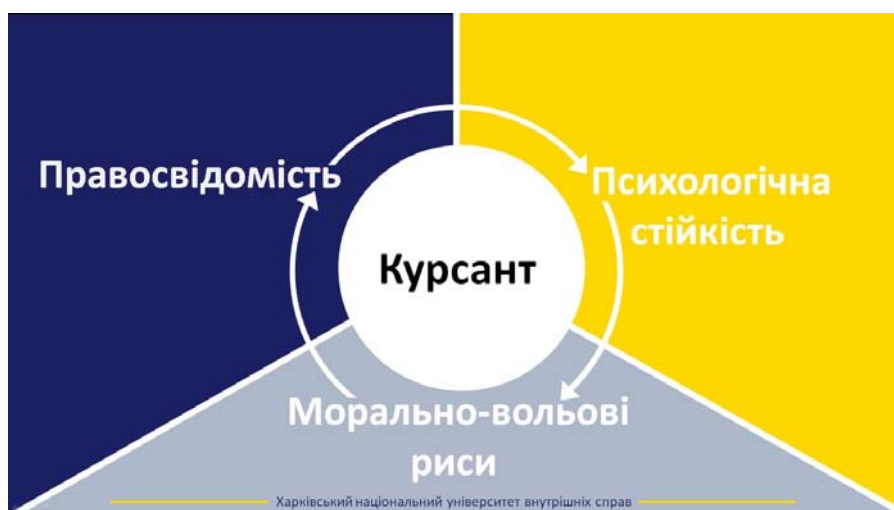 Правосвідомість
Психологічна
стійкість
Курсант
Морально-вольові
риси
Харківський національний університет внутрішніх справ